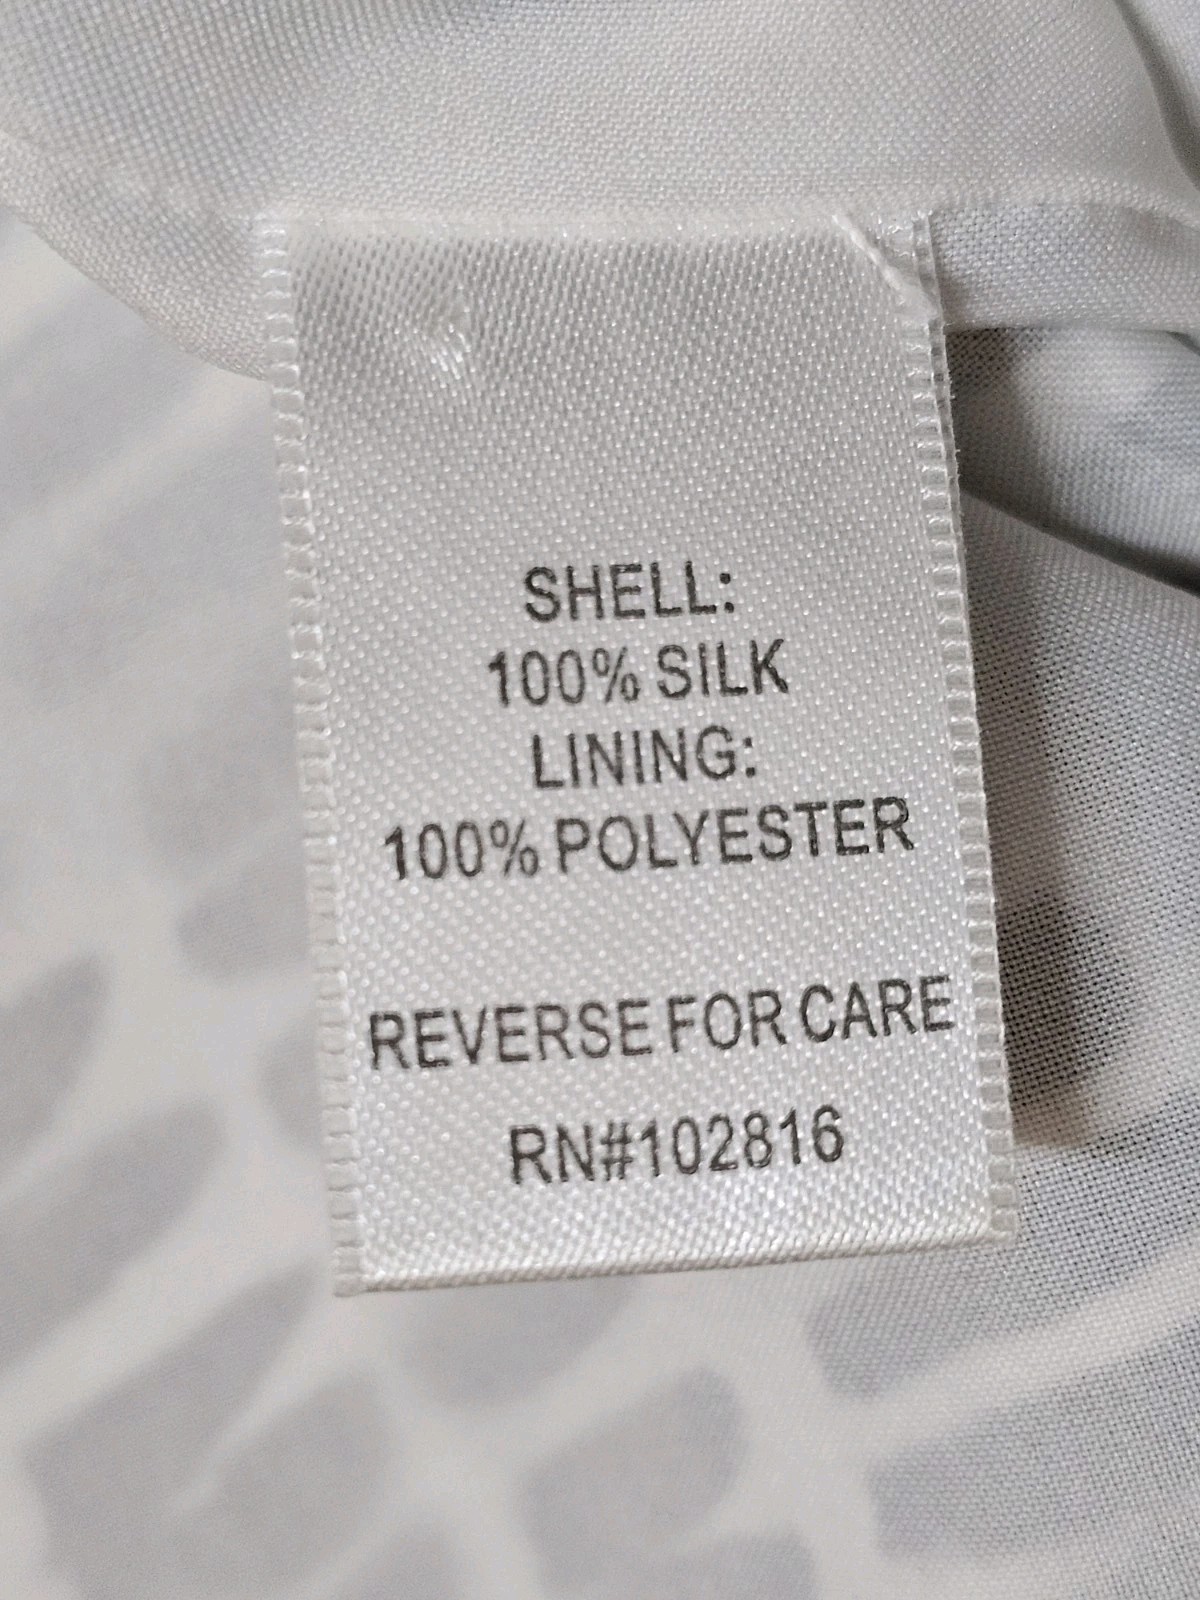 SHELL:
100% SILK
LINING:
100% POLYESTER
REVERSE FOR CARE
RN#102816